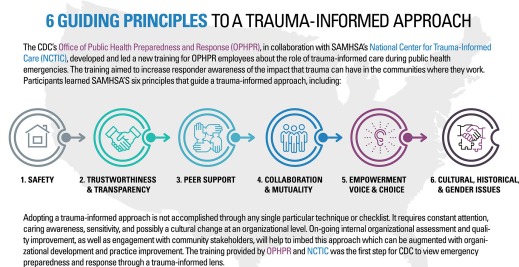 6 GUIDING PRINCIPLES TO A TRAUMA-INFORMED APPROACH
The CDC's Office of Public Health Preparedness and Response (OPHPR), in collaboration with SAMHSA's National Center for Trauma-Informed
Care (NCTIC), developed and led a new training for OPHPR employees about the role of trauma-informed care during public health
emergencies. The training aimed to increase responder awareness of the impact that trauma can have in the communities where they work.
Participants learned SAMHSA'S six principles that guide a trauma-informed approach, including:
1. SAFETY
2. TRUSTWORTHINESS
& TRANSPARENCY
3. PEER SUPPORT
4. COLLABORATION
& MUTUALITY
5. EMPOWERMENT
VOICE & CHOICE
6. CULTURAL, HISTORICAL,
& GENDER ISSUES
Adopting a trauma-informed approach is not accomplished through any single particular technique or checklist. It requires constant attention,
caring awareness, sensitivity, and possibly a cultural change at an organizational level. On-going internal organizational assessment and qual-
ity improvement, as well as engagement with community stakeholders, will help to imbed this approach which can be augmented with organi-
zational development and practice improvement. The training provided by OPHPR and NCTIC was the first step for CDC to view emergency
preparedness and response through a trauma-informed lens.